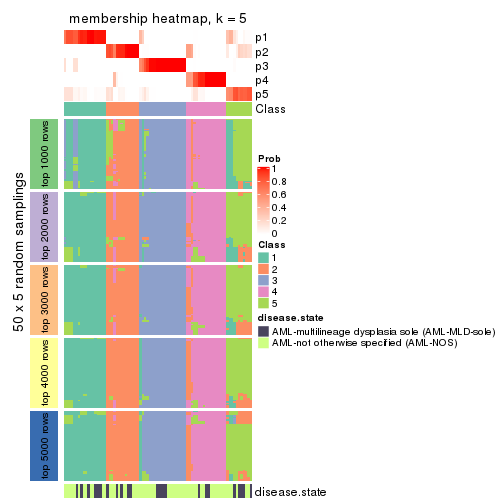 membership heatmap, k = 5
p1
p2
p3
p4
p5
Class
50 x 5 random samplings
top 1000 rows
top 2000 rows
top 3000 rows
top 4000 rows
top 5000 rows
disease.state
Prob
1
0.8
0.6
0.4
0.2
0
Class
1
2
3
4
5
disease.state
AML-multilineage dysplasia sole (AML-MLD-sole)
AML-not otherwise specified (AML-NOS)